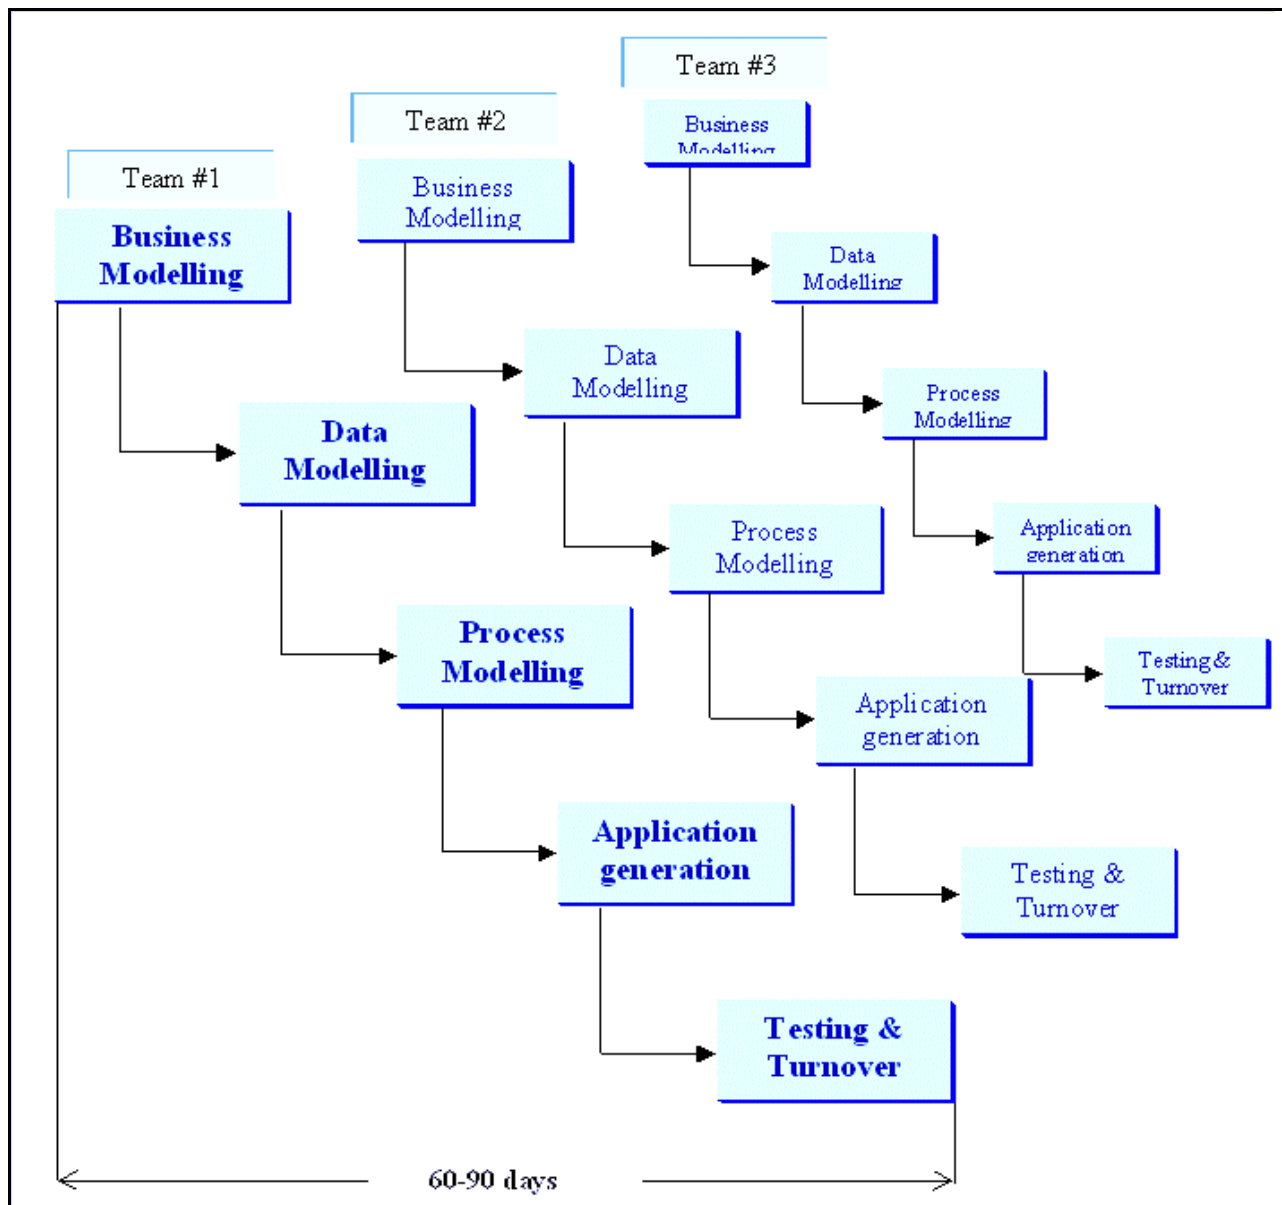 Team #1
Business
Modelling
Data
Modelling
Process
Modelling
Application
generation
Testing &
Turnover
Team #2
Business
Modelling
Data
Modelling
Process
Modelling
Application
generation
Testing &
Turnover
Team #3
Business
Modelling
Data
Modelling
Process
Modelling
Application
generation
Testing&
Turnover
60-90 days